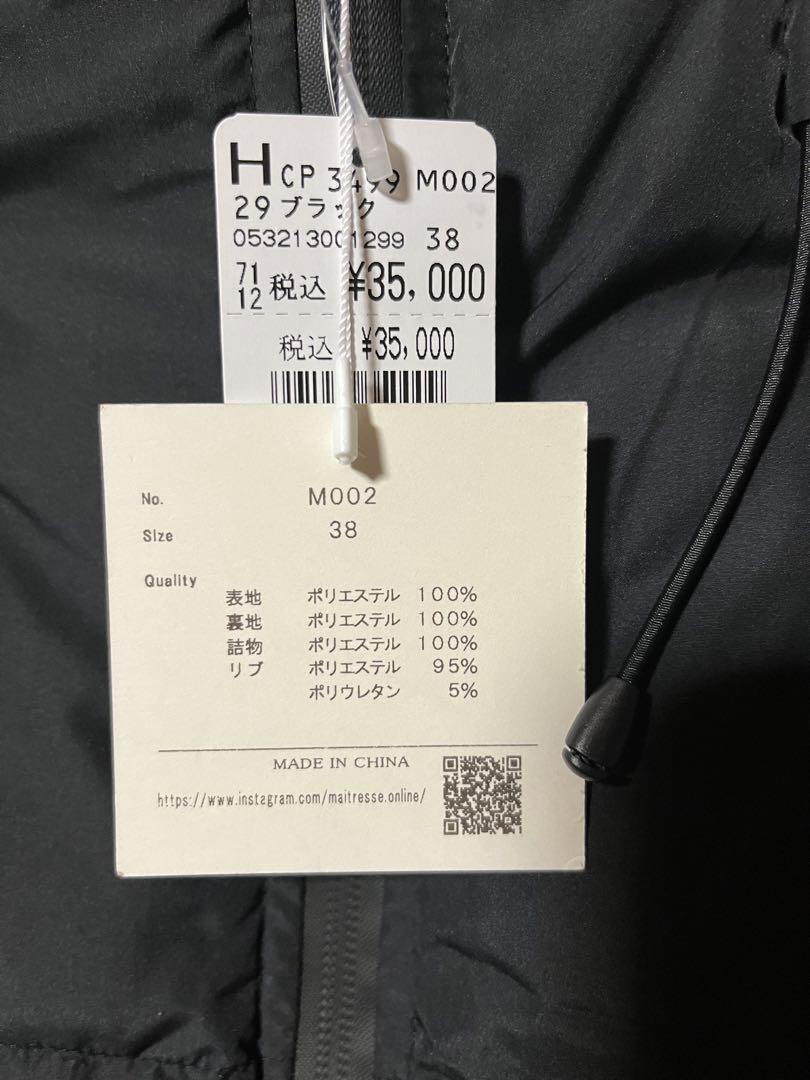 H CP 3499 M002
29 ブラック
053213001299 38
71
12 税込 ¥35,000
税込 ¥35,000
No. M002
Size 38
Quality
表地 ポリエステル 100%
裏地 ポリエステル 100%
詰物 ポリエステル 100%
リブ ポリエステル 95%
ポリウレタン 5%
MADE IN CHINA
https://www.instagram.com/maitresse.online/